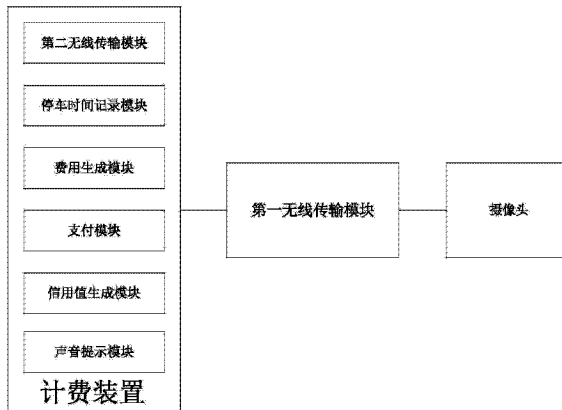 第二无线传输模块
停车时间记录模块
费用生成模块
支付模块
信用值生成模块
声音提示模块
计费装置
第一无线传输模块
摄像头